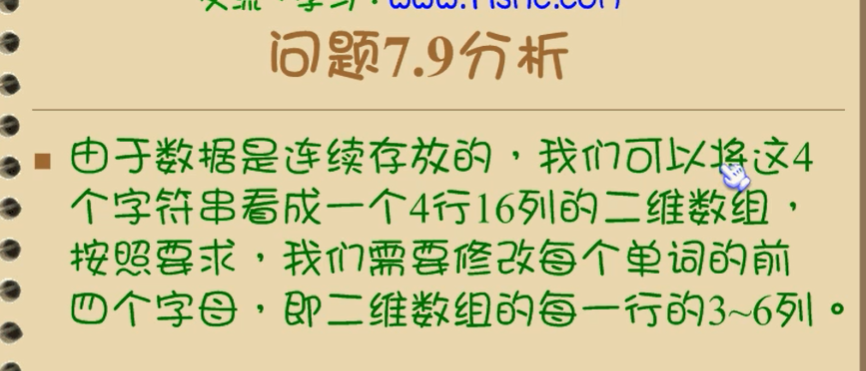 问题7.9分析
由于数据是连续存放的，我们可以将这4
个字符串看成一个4行16列的二维数组，
按照要求，我们需要修改每个单词的前
四个字母，即二维数组的每一行的3~6列。